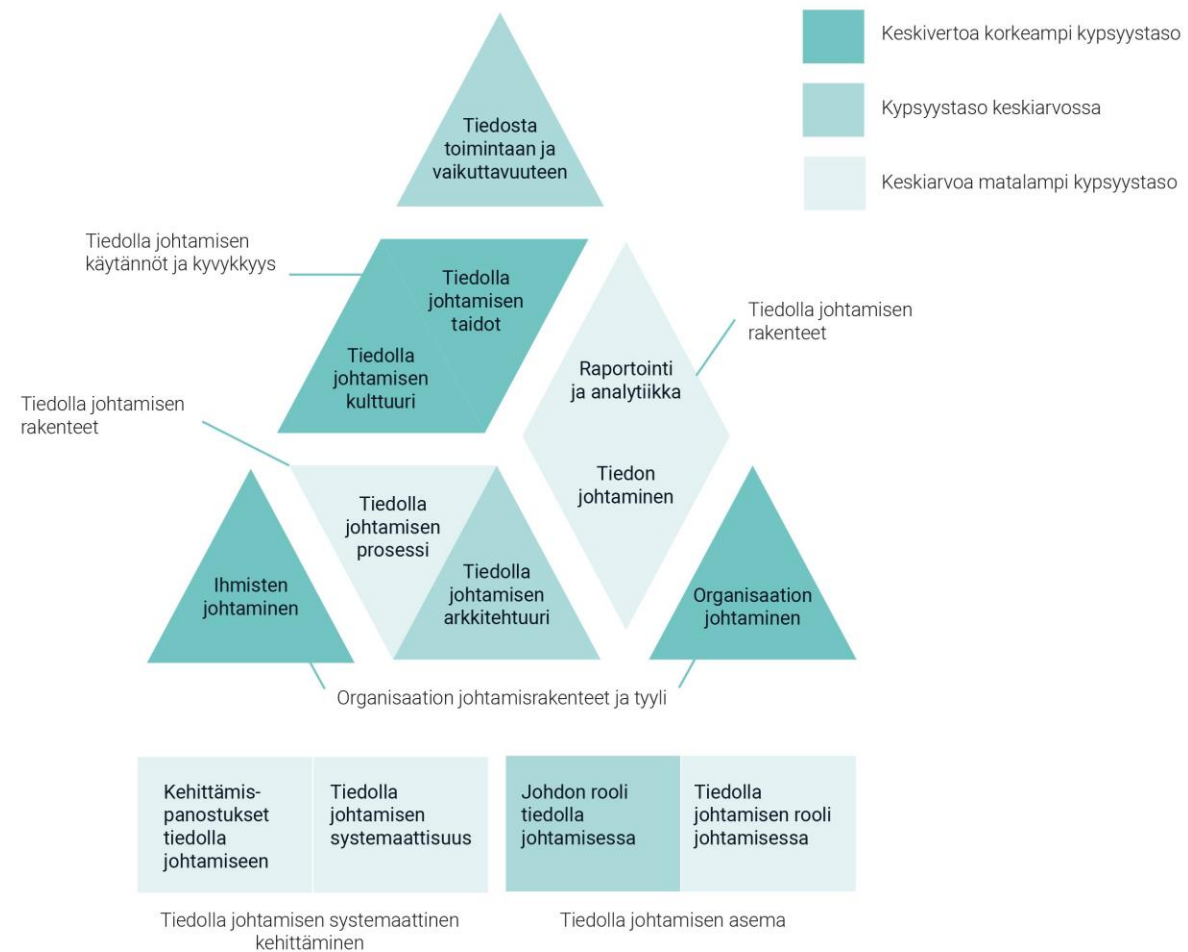 Keskivertoa korkeampi kypsyystaso
Kypsyystaso keskiarvossa
Keskiarvoa matalampi kypsyystaso
Tiedosta
toimintaan ja
vaikuttavuuteen
Tiedolla johtamisen
käytännöt ja kyvykkyys
Tiedolla
johtamisen
taidot
Tiedolla
johtamisen
kulttuuri
Tiedolla johtamisen
rakenteet
Raportointi
ja analytiikka
Tiedon
johtaminen
Tiedolla johtamisen
rakenteet
Tiedolla
johtamisen
prosessi
Tiedolla
johtamisen
arkkitehtuuri
Ihmisten
johtaminen
Organisaation
johtaminen
Organisaation johtamisrakenteet ja tyyli
Kehittämis-
panostukset
tiedolla
johtamiseen
Tiedolla
johtamisen
systemaattisuus
Johdon rooli
tiedolla
johtamisessa
Tiedolla
johtamisen rooli
johtamisessa
Tiedolla johtamisen systemaattinen
kehittäminen
Tiedolla johtamisen asema